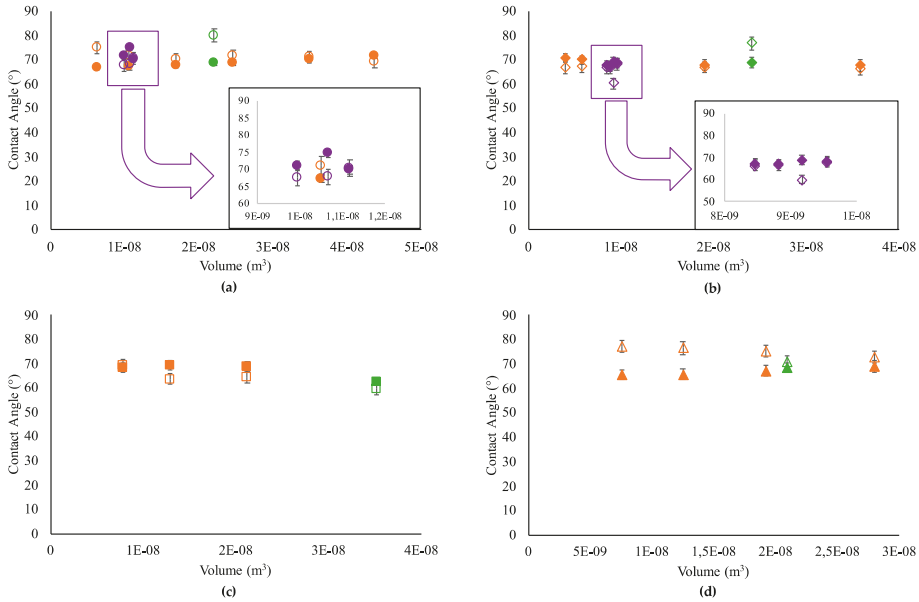 90
80
70
60
50
40
30
20
10
0
Contact Angle (°)
0
1E-08
2E-08
3E-08
4E-08
5E-08
Volume (m³)
90
85
80
75
70
65
60
9E-09
1E-08
1,1E-08
1,2E-08
(a)
90
80
70
60
50
40
30
20
10
0
Contact Angle (°)
0
1E-08
2E-08
3E-08
4E-08
Volume (m³)
90
80
70
60
50
8E-09
9E-09
1E-08
(b)
90
80
70
60
50
40
30
20
10
0
Contact Angle (°)
0
1E-08
2E-08
3E-08
4E-08
Volume (m³)
(c)
90
80
70
60
50
40
30
20
10
0
Contact Angle (°)
0
5E-09
1E-08
1,5E-08
2E-08
2,5E-08
3E-08
Volume (m³)
(d)